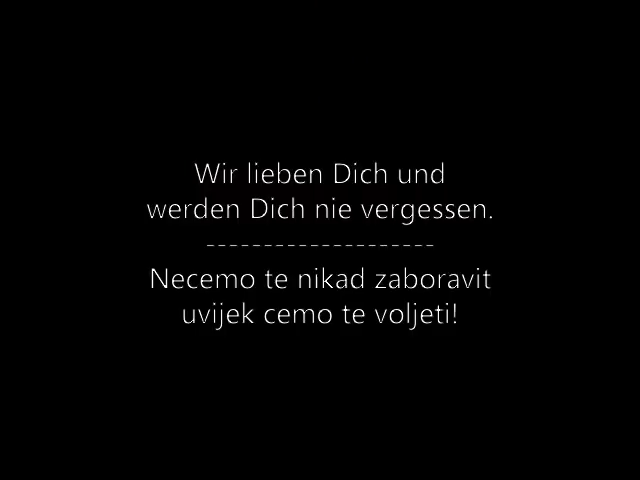 Wir lieben Dich und
werden Dich nie vergessen.
--------------------
Necemo te nikad zaboravit
uvijek cemo te voljeti!